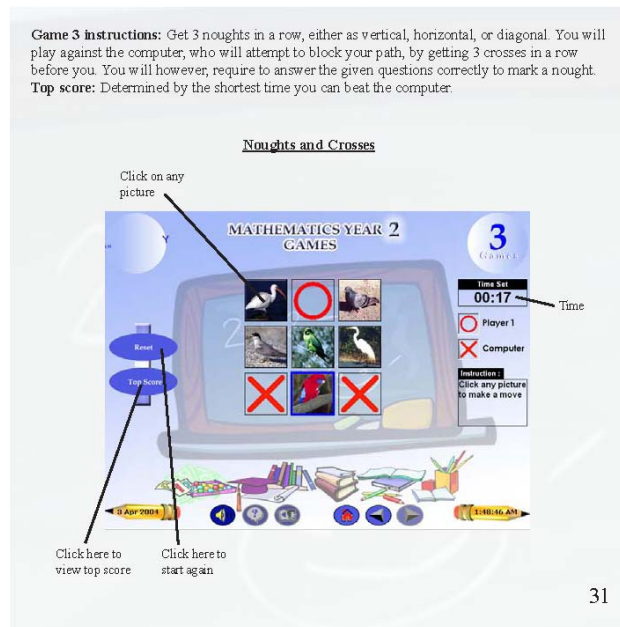 Game 3 instructions: Get 3 noughts in a row, either as vertical, horizontal, or diagonal. You will
play against the computer, who will attempt to block your path, by getting 3 crosses in a row
before you. You will however, require to answer the given questions correctly to mark a nought.
Top score: Determined by the shortest time you can beat the computer.
Noughts and Crosses
Click on any
picture
MATHEMATICS YEAR 2
GAMES
3
Games
Time Set
00:17
Time
Player 1
Computer
Reset
Top Score
Instruction :
Click any picture
to make a move
3 Apr 2004
1:48:46 AM
Click here to
view top score
Click here to
start again
31